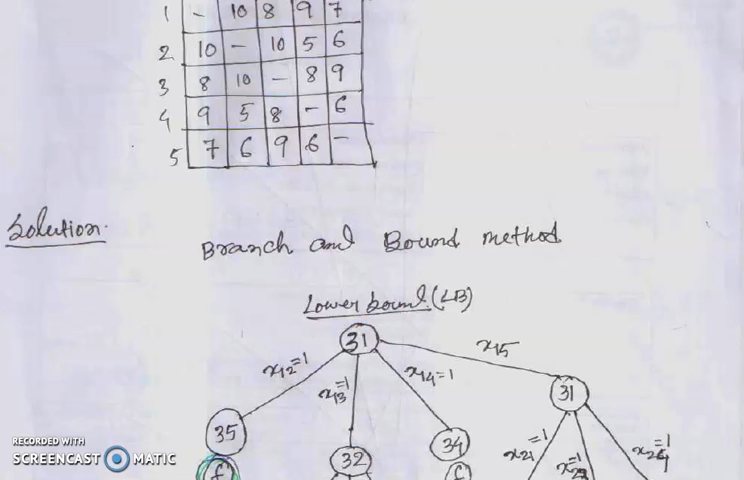 1 - 10 8 9 7
2 10 - 10 5 6
3 8 10 - 8 9
4 9 5 8 - 6
5 7 6 9 6 -
Solution.
Branch and Bound method
Lower bound (LB)
31
x12=1 x13=1 x14=1 x15
35 32 34 31
x21=1 x24=1
f f
RECORDED WITH
SCREENCAST MATIC